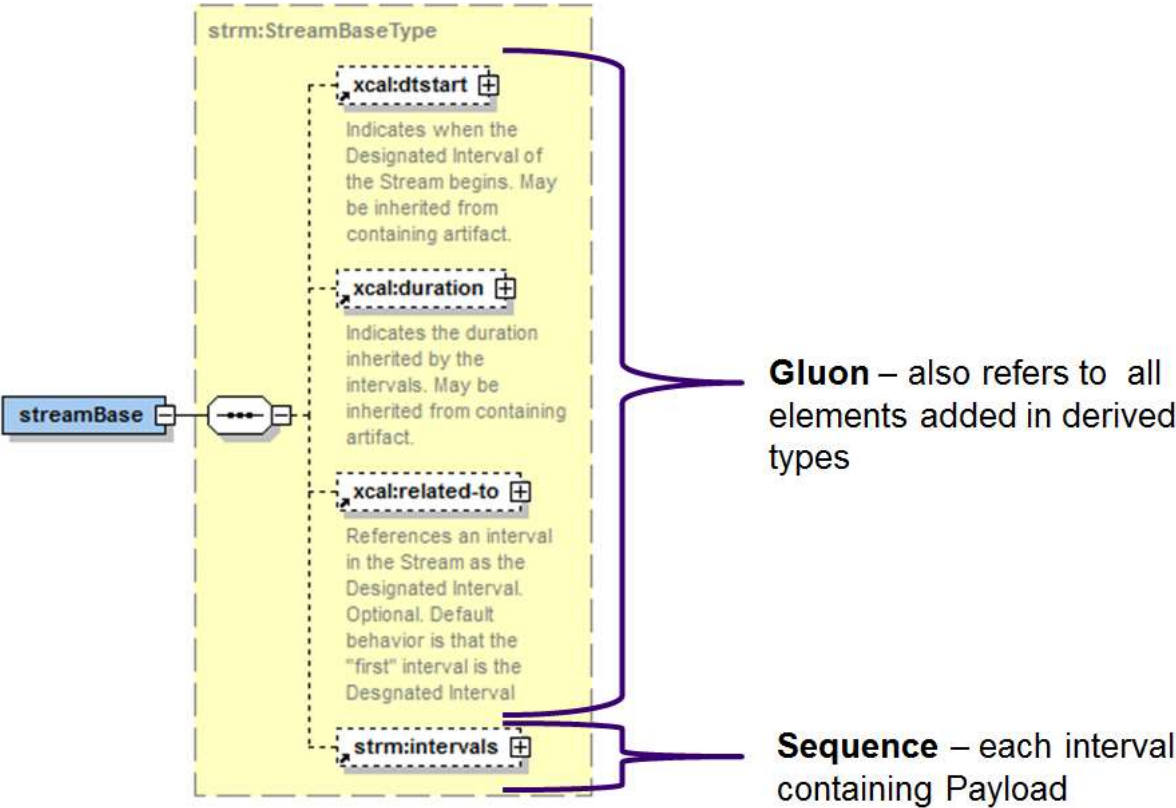 strm:StreamBaseType
xcal:dtstart
Indicates when the
Designated Interval of
the Stream begins. May
be inherited from
containing artifact.
xcal:duration
Indicates the duration
inherited by the
intervals. May be
inherited from containing
artifact.
streamBase
xcal:related-to
References an interval
in the Stream as the
Designated Interval.
Optional. Default
behavior is that the
"first" interval is the
Desgnated Interval
strm:intervals
Gluon – also refers to all
elements added in derived
types
Sequence – each interval
containing Payload